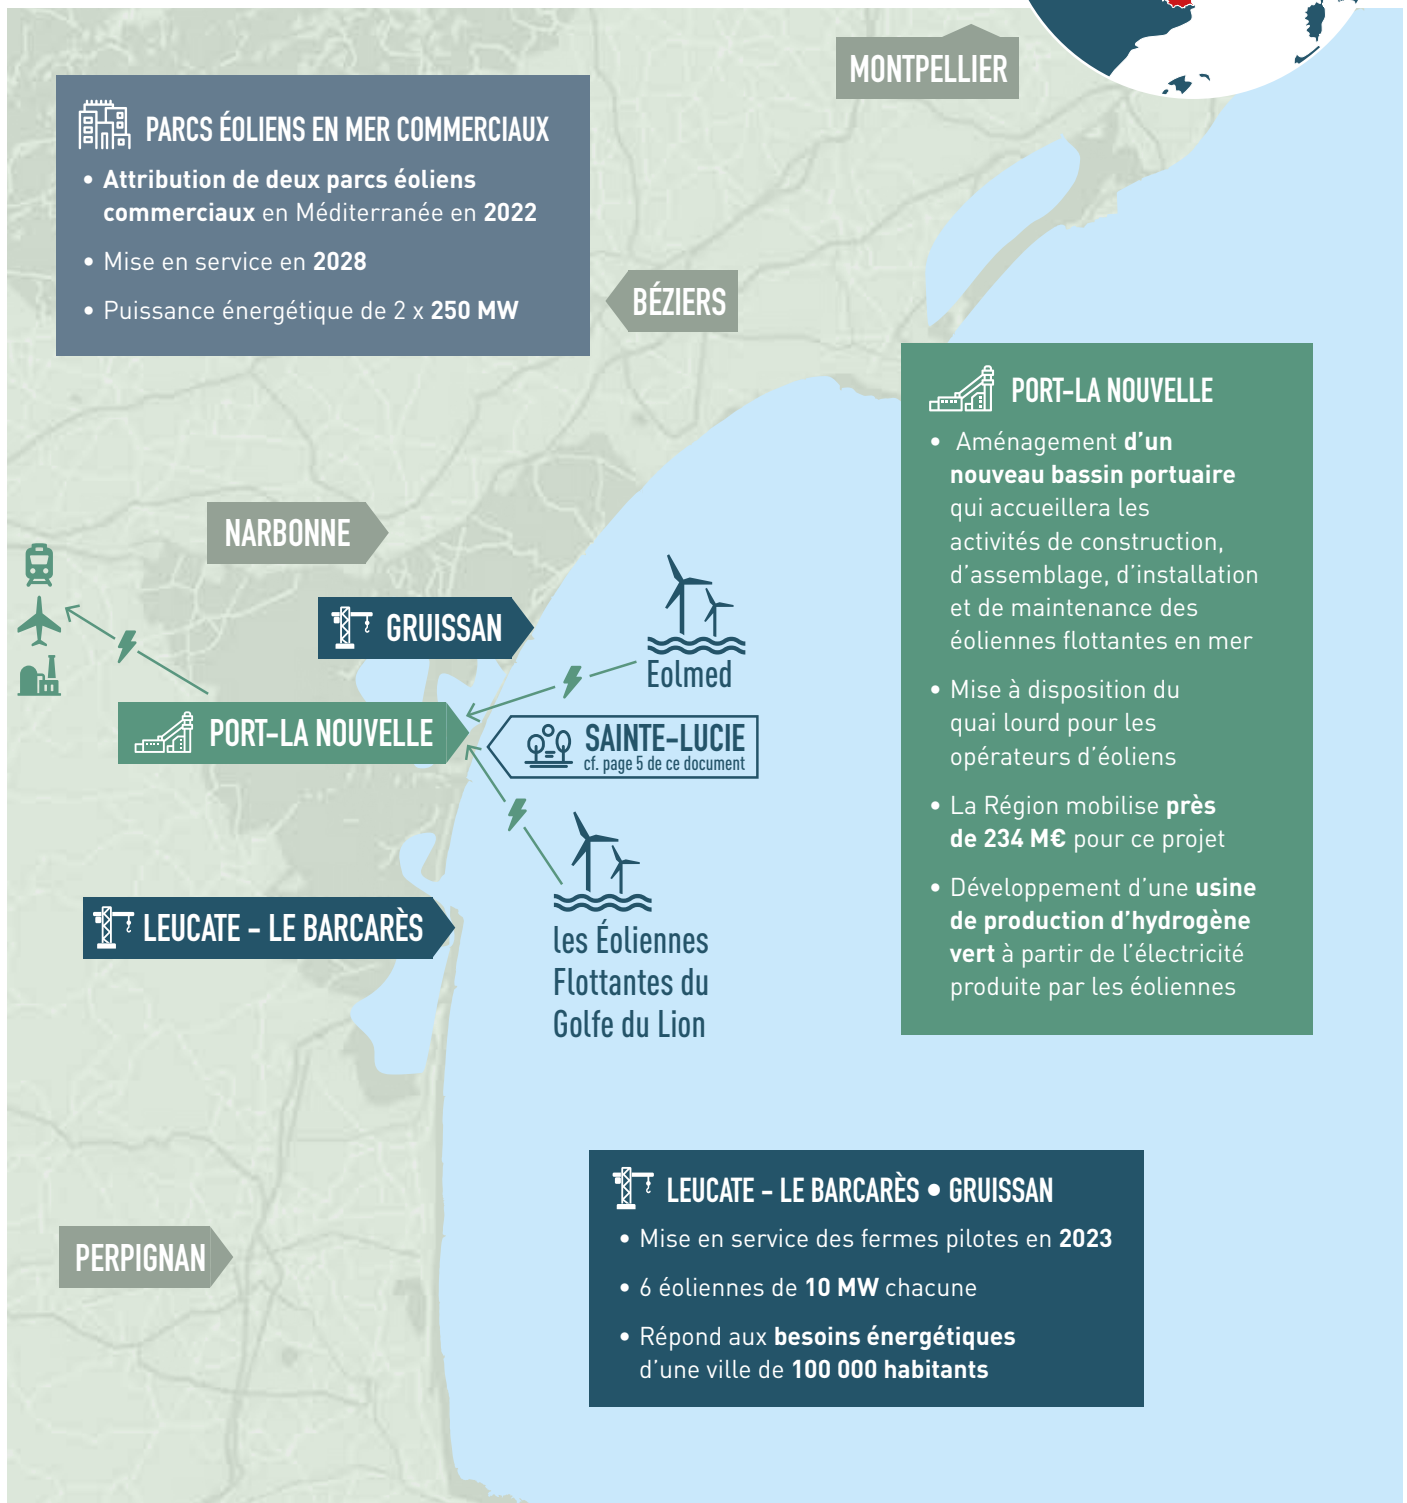 MONTPELLIER
PARCS ÉOLIENS EN MER COMMERCIAUX
• Attribution de deux parcs éoliens
commerciaux en Méditerranée en 2022
• Mise en service en 2028
• Puissance énergétique de 2 x 250 MW
BÉZIERS
PORT-LA NOUVELLE
• Aménagement d’un
nouveau bassin portuaire
qui accueillera les
activités de construction,
d’assemblage, d’installation
et de maintenance des
éoliennes flottantes en mer
• Mise à disposition du
quai lourd pour les
opérateurs d’éoliens
• La Région mobilise près
de 234 M€ pour ce projet
• Développement d’une usine
de production d’hydrogène
vert à partir de l’électricité
produite par les éoliennes
NARBONNE
GRUISSAN
Eolmed
PORT-LA NOUVELLE
SAINTE-LUCIE
cf. page 5 de ce document
LEUCATE - LE BARCARÈS
les Éoliennes
Flottantes du
Golfe du Lion
LEUCATE - LE BARCARÈS • GRUISSAN
• Mise en service des fermes pilotes en 2023
• 6 éoliennes de 10 MW chacune
• Répond aux besoins énergétiques
d’une ville de 100 000 habitants
PERPIGNAN